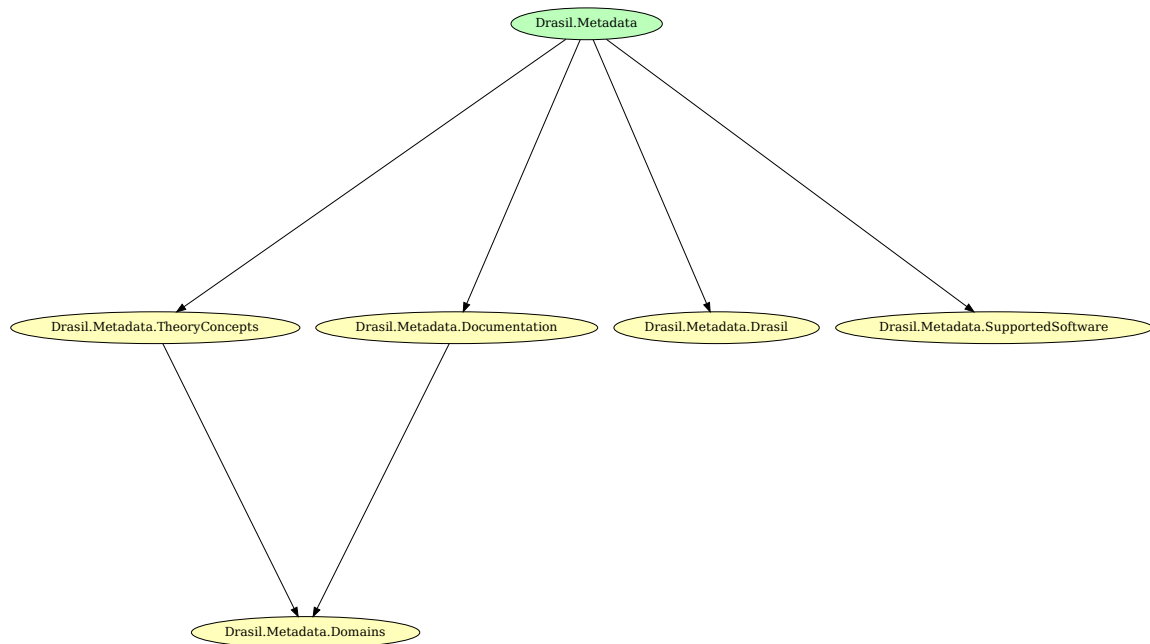 Drasil.Metadata
Drasil.Metadata.TheoryConcepts
Drasil.Metadata.Documentation
Drasil.Metadata.Drasil
Drasil.Metadata.SupportedSoftware
Drasil.Metadata.Domains